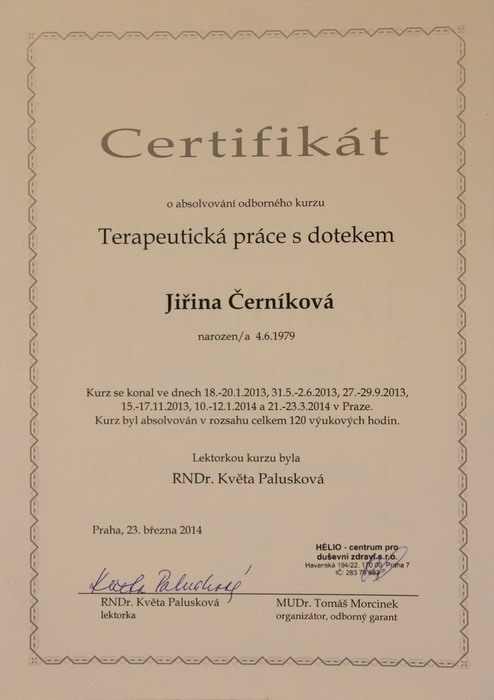 Certifikát
o absolvování odborného kurzu
Terapeutická práce s dotekem
Jiřina Černíková
narozen/a 4.6.1979
Kurz se konal ve dnech 18.-20.1.2013, 31.5.-2.6.2013, 27.-29.9.2013,
15.-17.11.2013, 10.-12.1.2014 a 21.-23.3.2014 v Praze.
Kurz byl absolvován v rozsahu celkem 120 výukových hodin.
Lektorkou kurzu byla
RNDr. Květa Palusková
Praha, 23. března 2014
HÉLIO - centrum pro
duševní zdraví s.r.o.
Havanská 194/22, 170 00 Praha 7
IČ: 283
Květa Palusková
RNDr. Květa Palusková
lektorka
MUDr. Tomáš Morcinek
organizátor, odborný garant